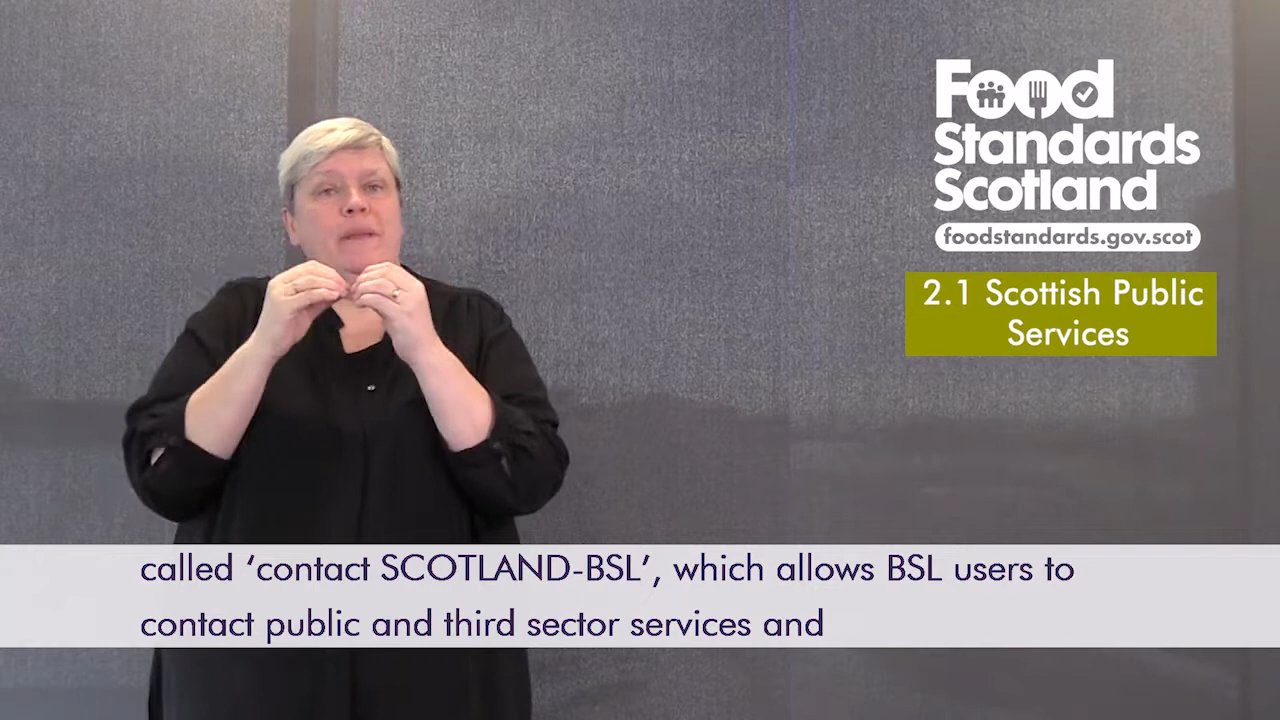 Food
Standards
Scotland
foodstandards.gov.scot
2.1 Scottish Public
Services
called ‘contact SCOTLAND-BSL’, which allows BSL users to
contact public and third sector services and